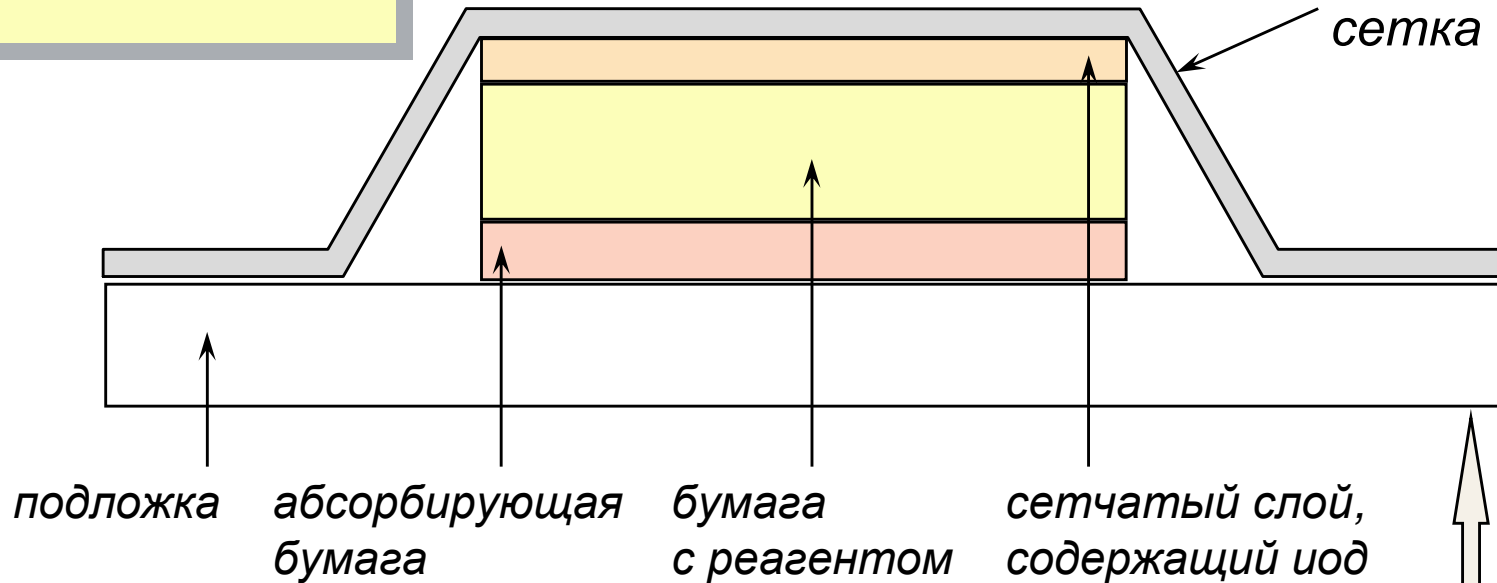 сетка
подложка
абсорбирующая
бумага
бумага
с реагентом
сетчатый слой,
содержащий иод